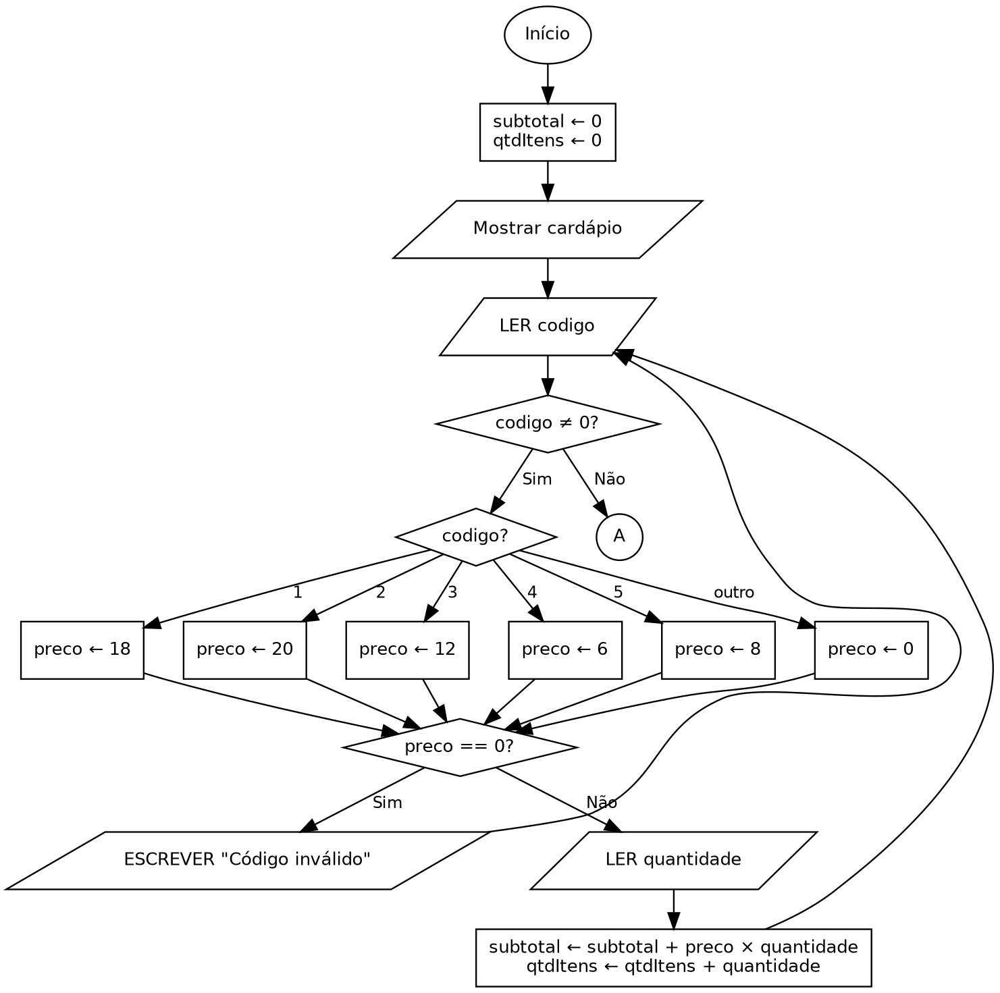 Início
subtotal ← 0
qtdItens ← 0
Mostrar cardápio
LER codigo
codigo ≠ 0?
Sim
Não
codigo?
A
1
2
3
4
5
outro
preco ← 18
preco ← 20
preco ← 12
preco ← 6
preco ← 8
preco ← 0
preco == 0?
Sim
Não
ESCREVER "Código inválido"
LER quantidade
subtotal ← subtotal + preco × quantidade
qtdItens ← qtdItens + quantidade